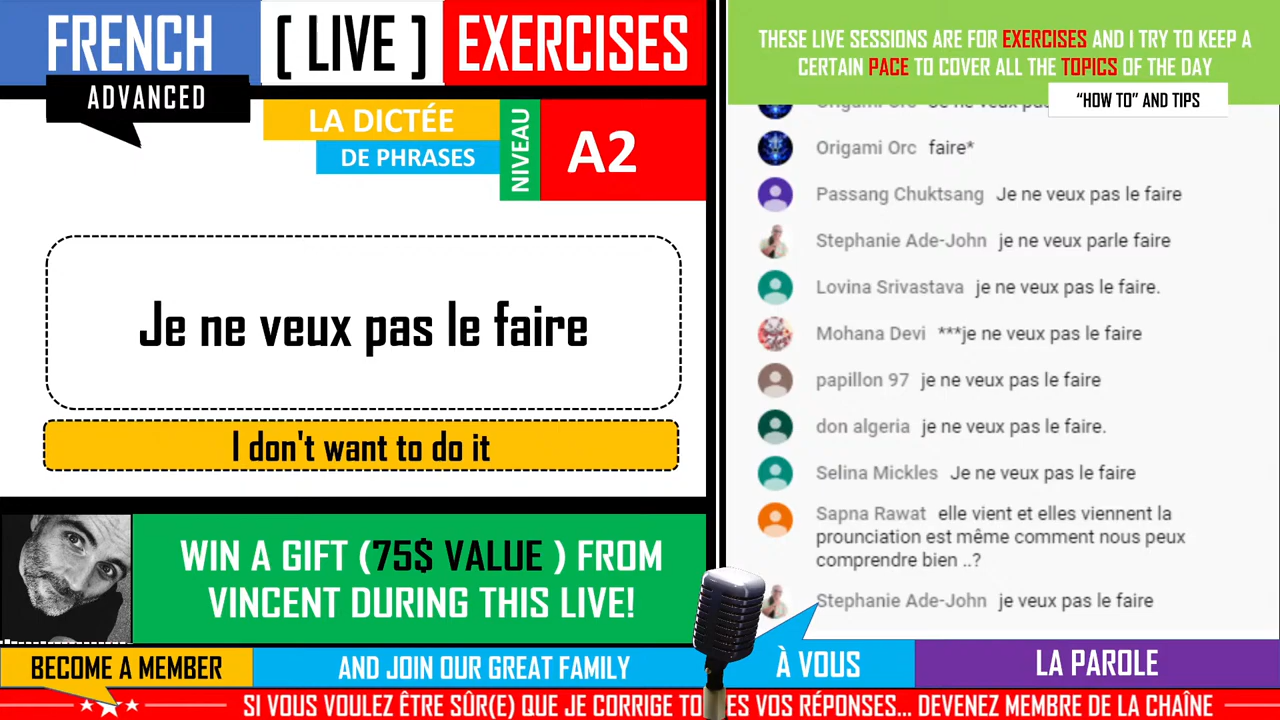 FRENCH [ LIVE ] EXERCISES
ADVANCED
LA DICTÉE
DE PHRASES
NIVEAU
A2
Je ne veux pas le faire
I don't want to do it
WIN A GIFT (75$ VALUE ) FROM
VINCENT DURING THIS LIVE!
BECOME A MEMBER
AND JOIN OUR GREAT FAMILY
THESE LIVE SESSIONS ARE FOR EXERCISES AND I TRY TO KEEP A
CERTAIN PACE TO COVER ALL THE TOPICS OF THE DAY
“HOW TO” AND TIPS
Origami Orc Je ne veux pas
Origami Orc faire*
Passang Chuktsang Je ne veux pas le faire
Stephanie Ade-John je ne veux parle faire
Lovina Srivastava je ne veux pas le faire.
Mohana Devi ***je ne veux pas le faire
papillon 97 je ne veux pas le faire
don algeria je ne veux pas le faire.
Selina Mickles Je ne veux pas le faire
Sapna Rawat elle vient et elles viennent la
prounciation est même comment nous peux
comprendre bien ..?
Stephanie Ade-John je veux pas le faire
À VOUS
LA PAROLE
SI VOUS VOULEZ ÊTRE SÛR(E) QUE JE CORRIGE VOS RÉPONSES... DEVENEZ MEMBRE DE LA CHAÎNE